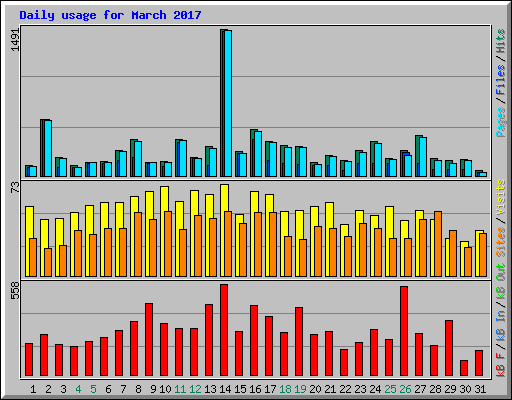 Daily usage for March 2017
1491
73
558
Pages / Files / Hits
kB F / kB In / kB Out Sites / Visits
1 2 3 4 5 6 7 8 9 10 11 12 13 14 15 16 17 18 19 20 21 22 23 24 25 26 27 28 29 30 31